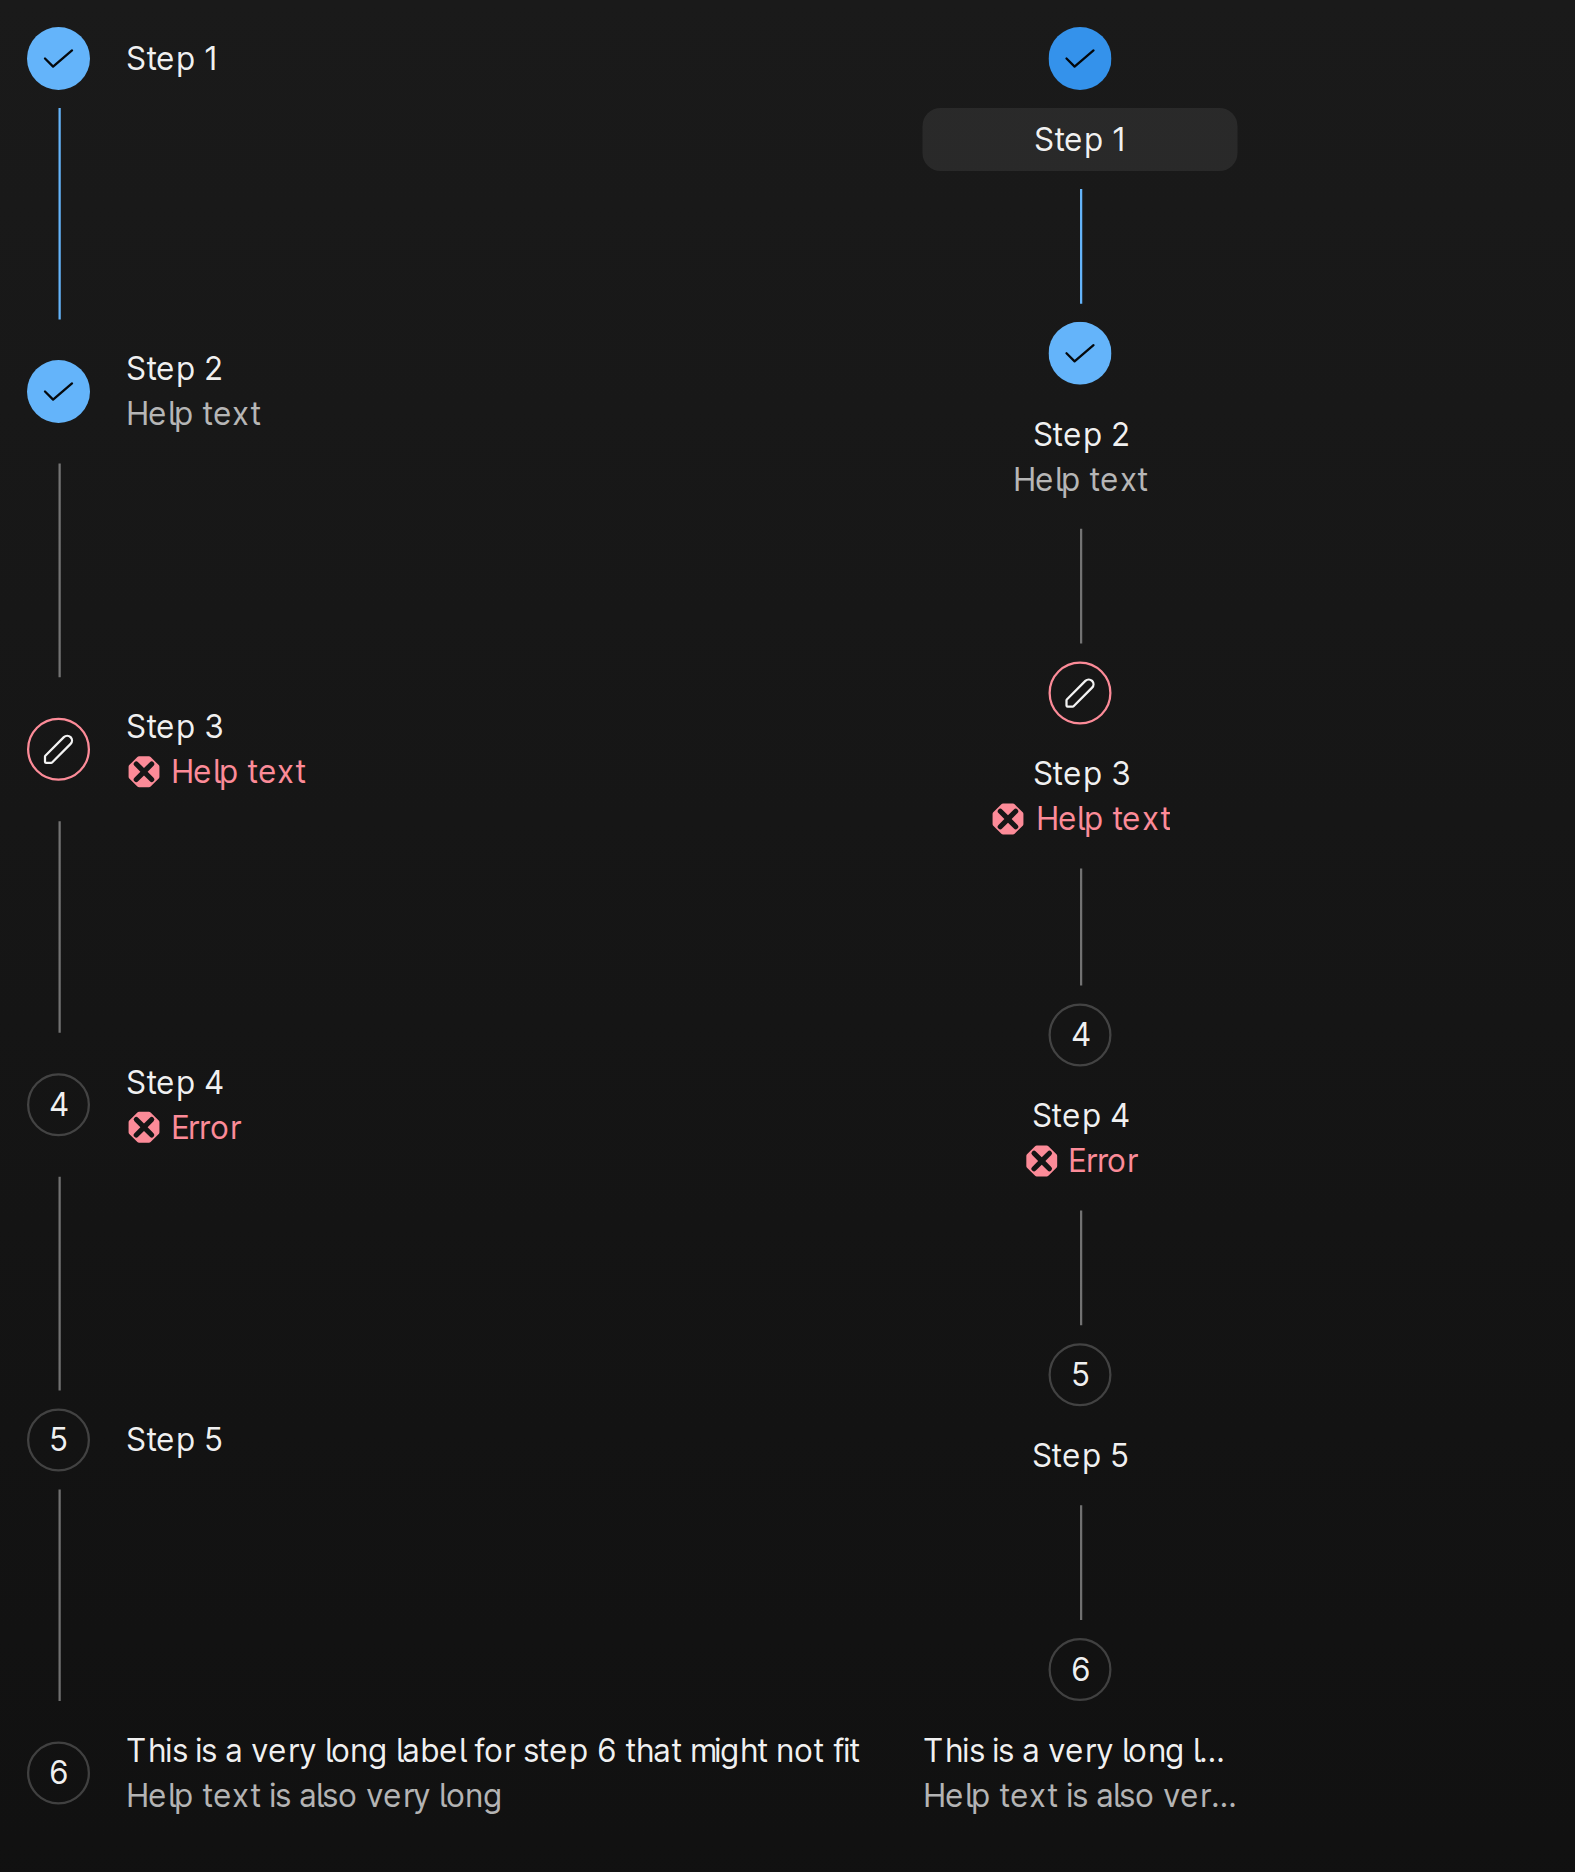 Step 1
Step 2
Help text
Step 3
Help text
4
Step 4
Error
5
Step 5
6
This is a very long label for step 6 that might not fit
Help text is also very long
Step 1
Step 2
Help text
Step 3
Help text
4
Step 4
Error
5
Step 5
6
This is a very long l...
Help text is also ver...